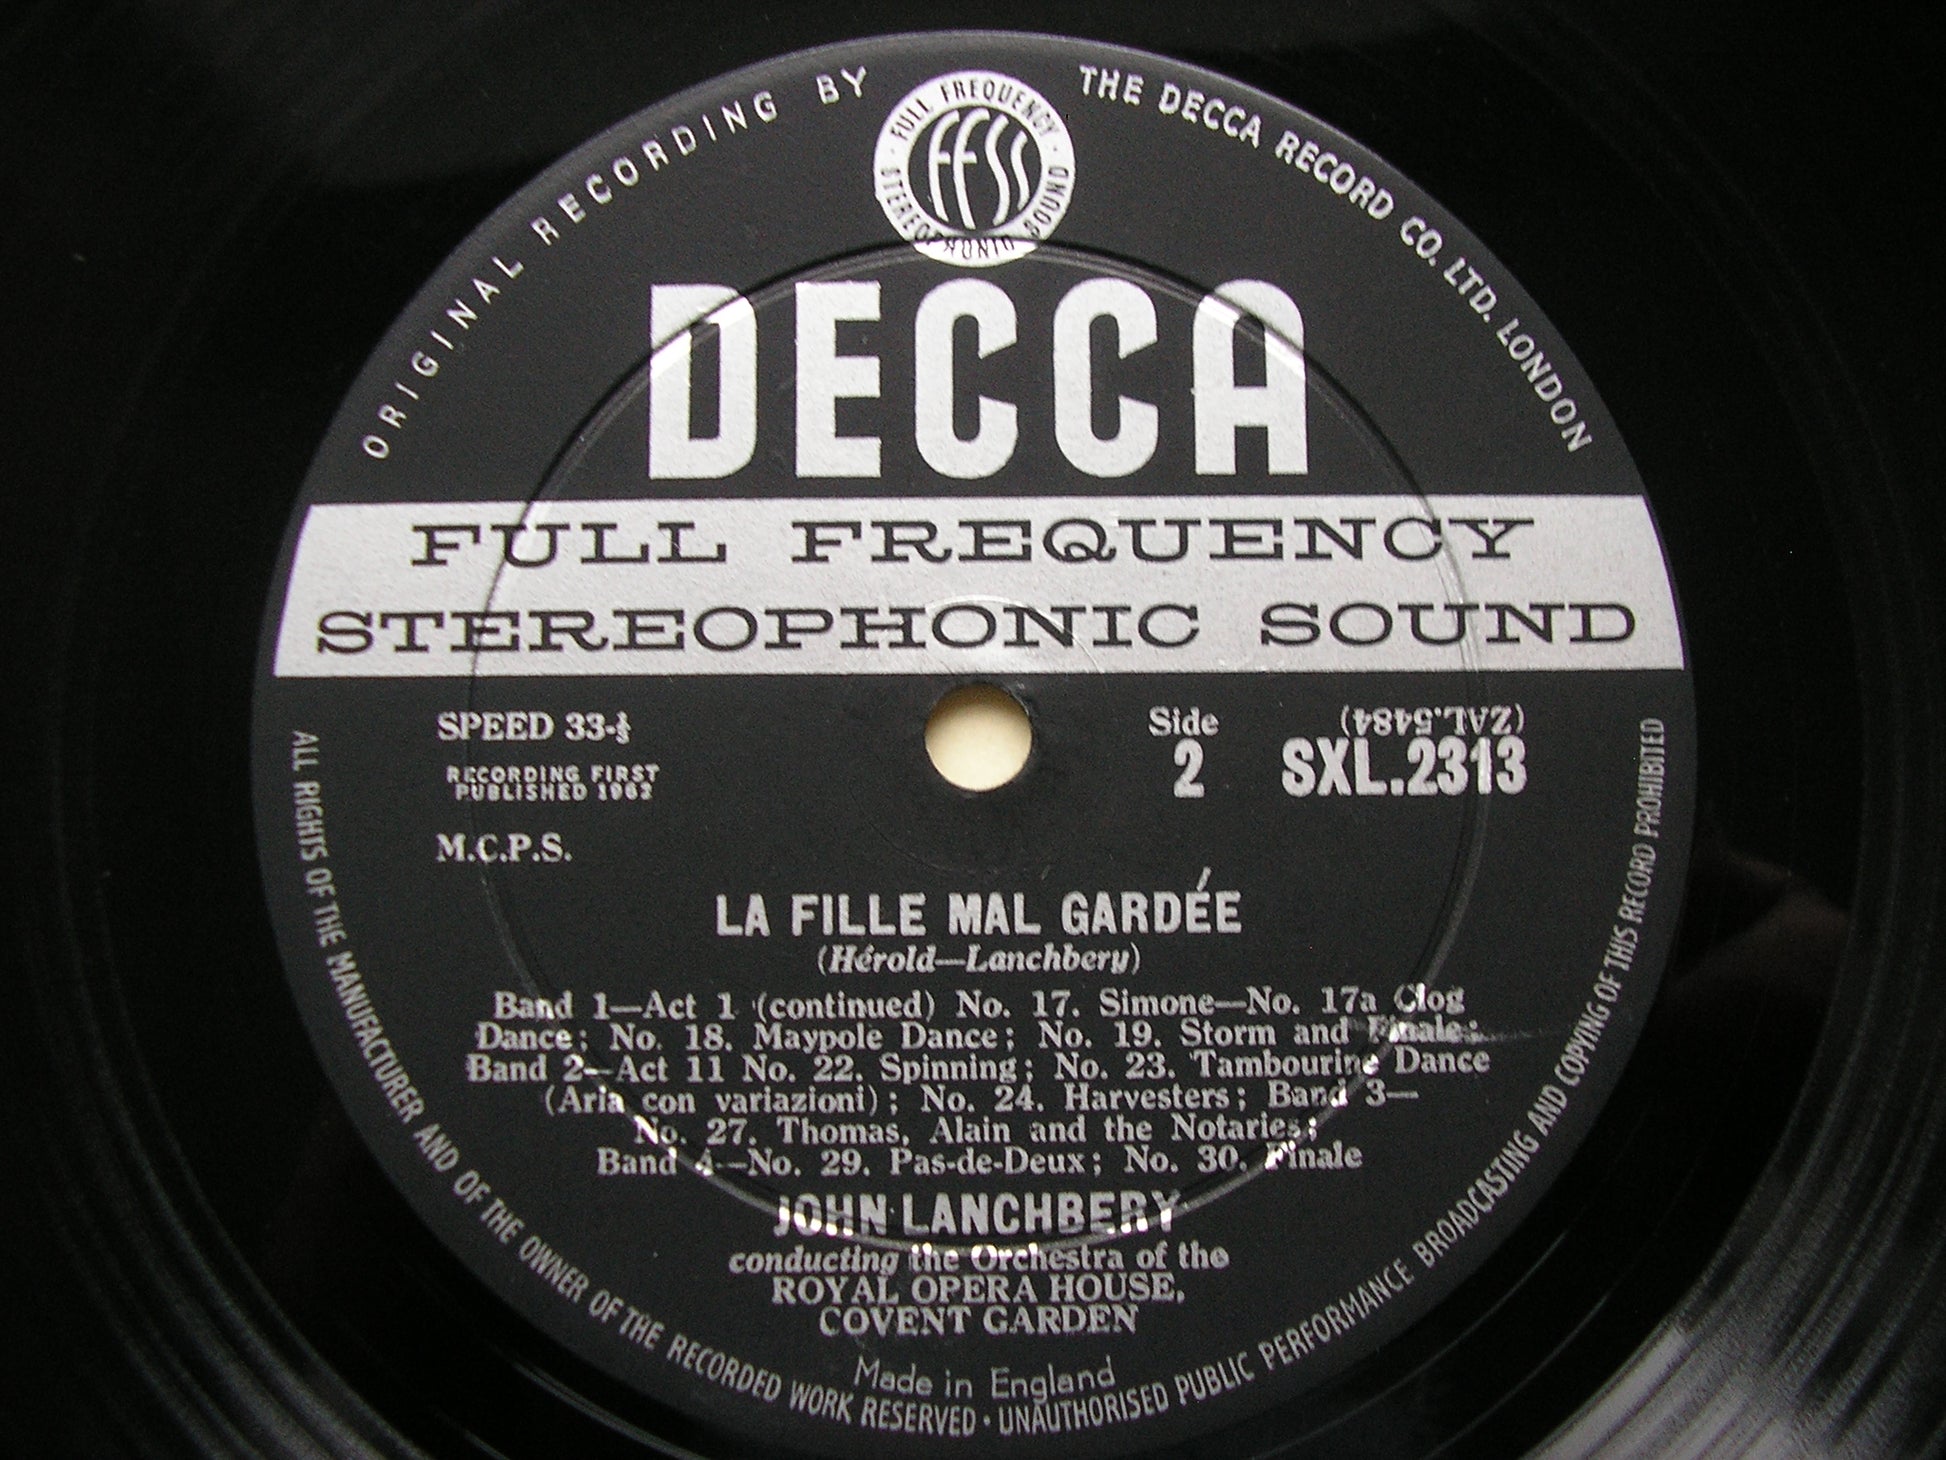 ORIGINAL RECORDING BY THE DECCA RECORD CO. LTD. LONDON
FULL FREQUENCY
FFSS
STEREOPHONIC SOUND
DECCA
FULL FREQUENCY
STEREOPHONIC SOUND
SPEED 33-⅓
RECORDING FIRST
PUBLISHED 1962
M.C.P.S.
Side
2
(ZAL.5484)
SXL.2313
LA FILLE MAL GARDÉE
(Hérold—Lanchbery)
Band 1—Act 1 (continued) No. 17. Simone—No. 17a Clog
Dance; No. 18. Maypole Dance; No. 19. Storm and Finale;
Band 2—Act 11 No. 22. Spinning; No. 23. Tambourine Dance
(Aria con variazioni); No. 24. Harvesters; Band 3—
No. 27. Thomas, Alain and the Notaries;
Band 4—No. 29. Pas-de-Deux; No. 30. Finale
JOHN LANCHBERY
conducting the Orchestra of the
ROYAL OPERA HOUSE,
COVENT GARDEN
Made in England
ALL RIGHTS OF THE MANUFACTURER AND OF THE OWNER OF THE RECORDED WORK RESERVED · UNAUTHORISED PUBLIC PERFORMANCE BROADCASTING AND COPYING OF THIS RECORD PROHIBITED